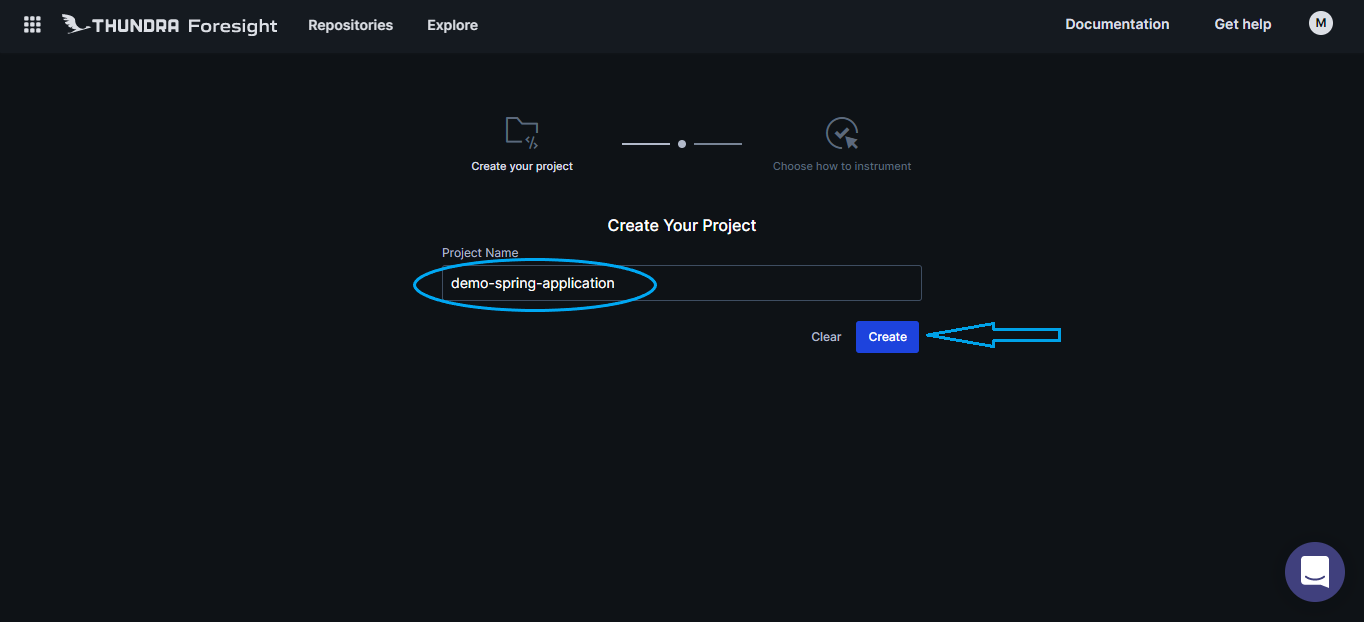 THUNDRA Foresight Repositories Explore Documentation Get help M
Create your project Choose how to instrument
Create Your Project
Project Name
demo-spring-application
Clear Create